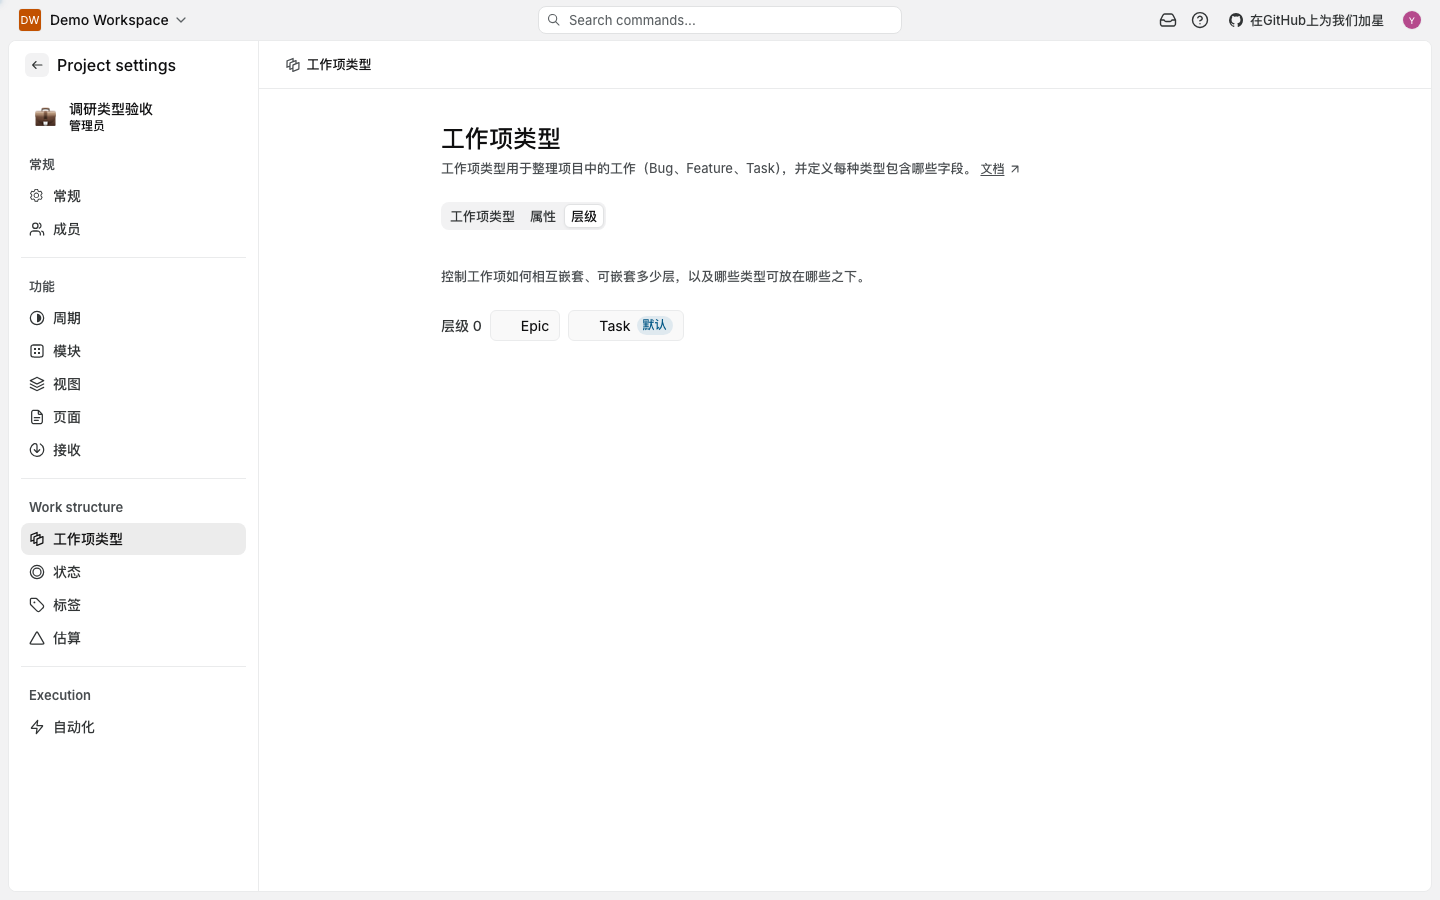 DW Demo Workspace
Search commands...
在GitHub上为我们加星
Y
Project settings
调研类型验收
管理员
常规
常规
成员
功能
周期
模块
视图
页面
接收
Work structure
工作项类型
状态
标签
估算
Execution
自动化
工作项类型
工作项类型
工作项类型用于整理项目中的工作（Bug、Feature、Task），并定义每种类型包含哪些字段。 文档
工作项类型 属性 层级
控制工作项如何相互嵌套、可嵌套多少层，以及哪些类型可放在哪些之下。
层级 0 Epic Task 默认